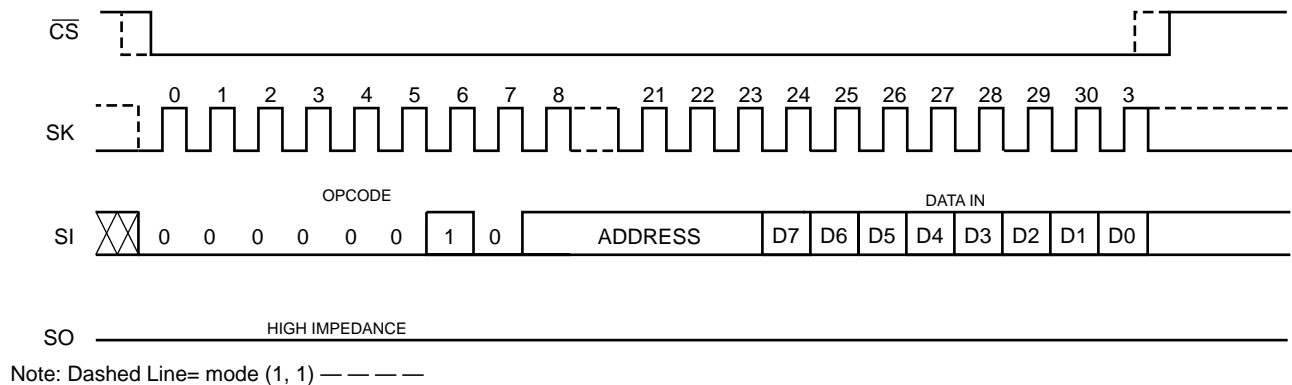 CS
SK
0 1 2 3 4 5 6 7 8 21 22 23 24 25 26 27 28 29 30 3
OPCODE
DATA IN
SI
0 0 0 0 0 0 1 0 ADDRESS D7 D6 D5 D4 D3 D2 D1 D0
HIGH IMPEDANCE
SO
Note: Dashed Line= mode (1, 1) — — — —